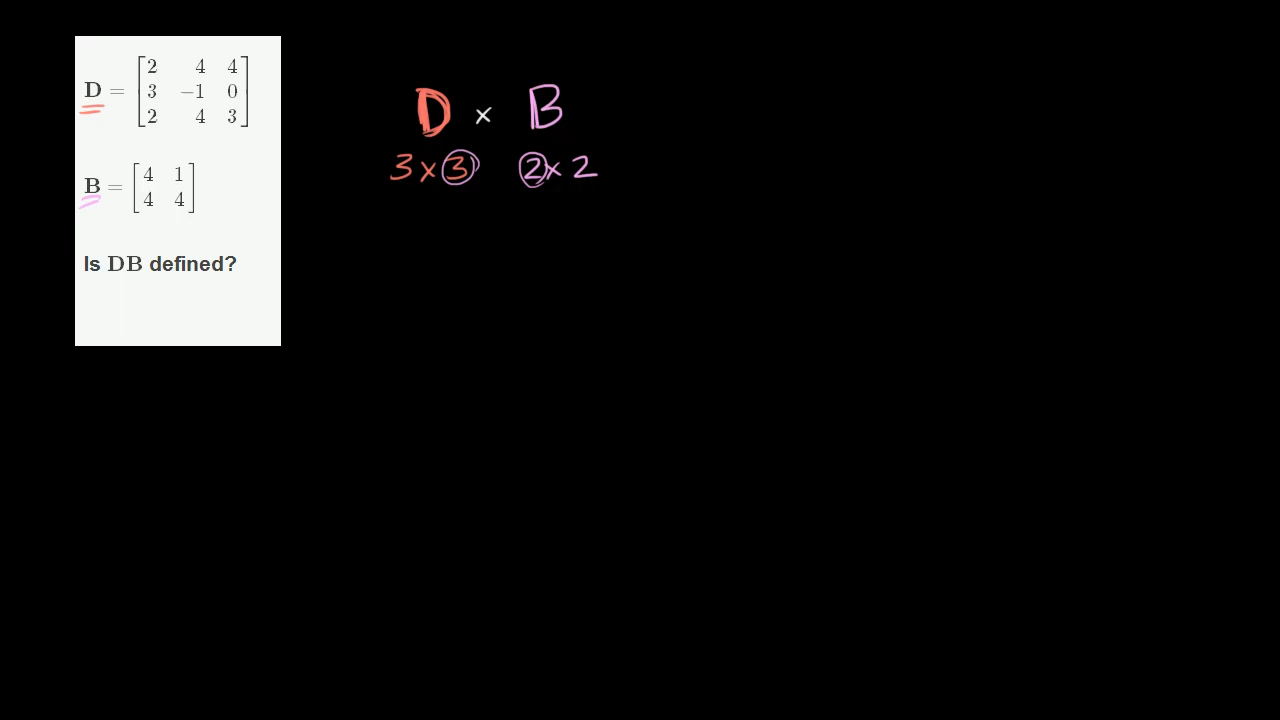 D = [2 4 4
3 −1 0
2 4 3]
B = [4 1
4 4]
Is DB defined?
D × B
3 × 3 2 × 2